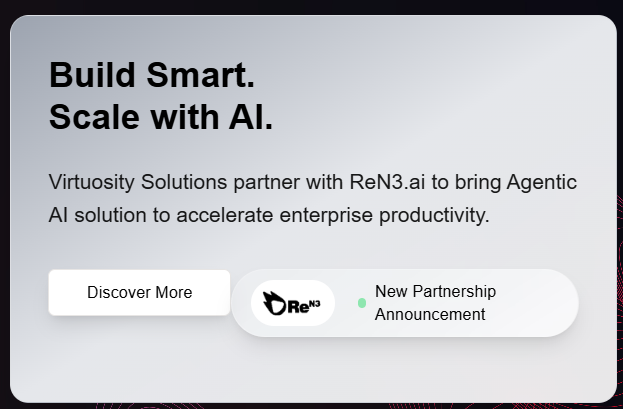 Build Smart.
Scale with AI.
Virtuosity Solutions partner with ReN3.ai to bring Agentic
AI solution to accelerate enterprise productivity.
Discover More
ReN3
New Partnership
Announcement